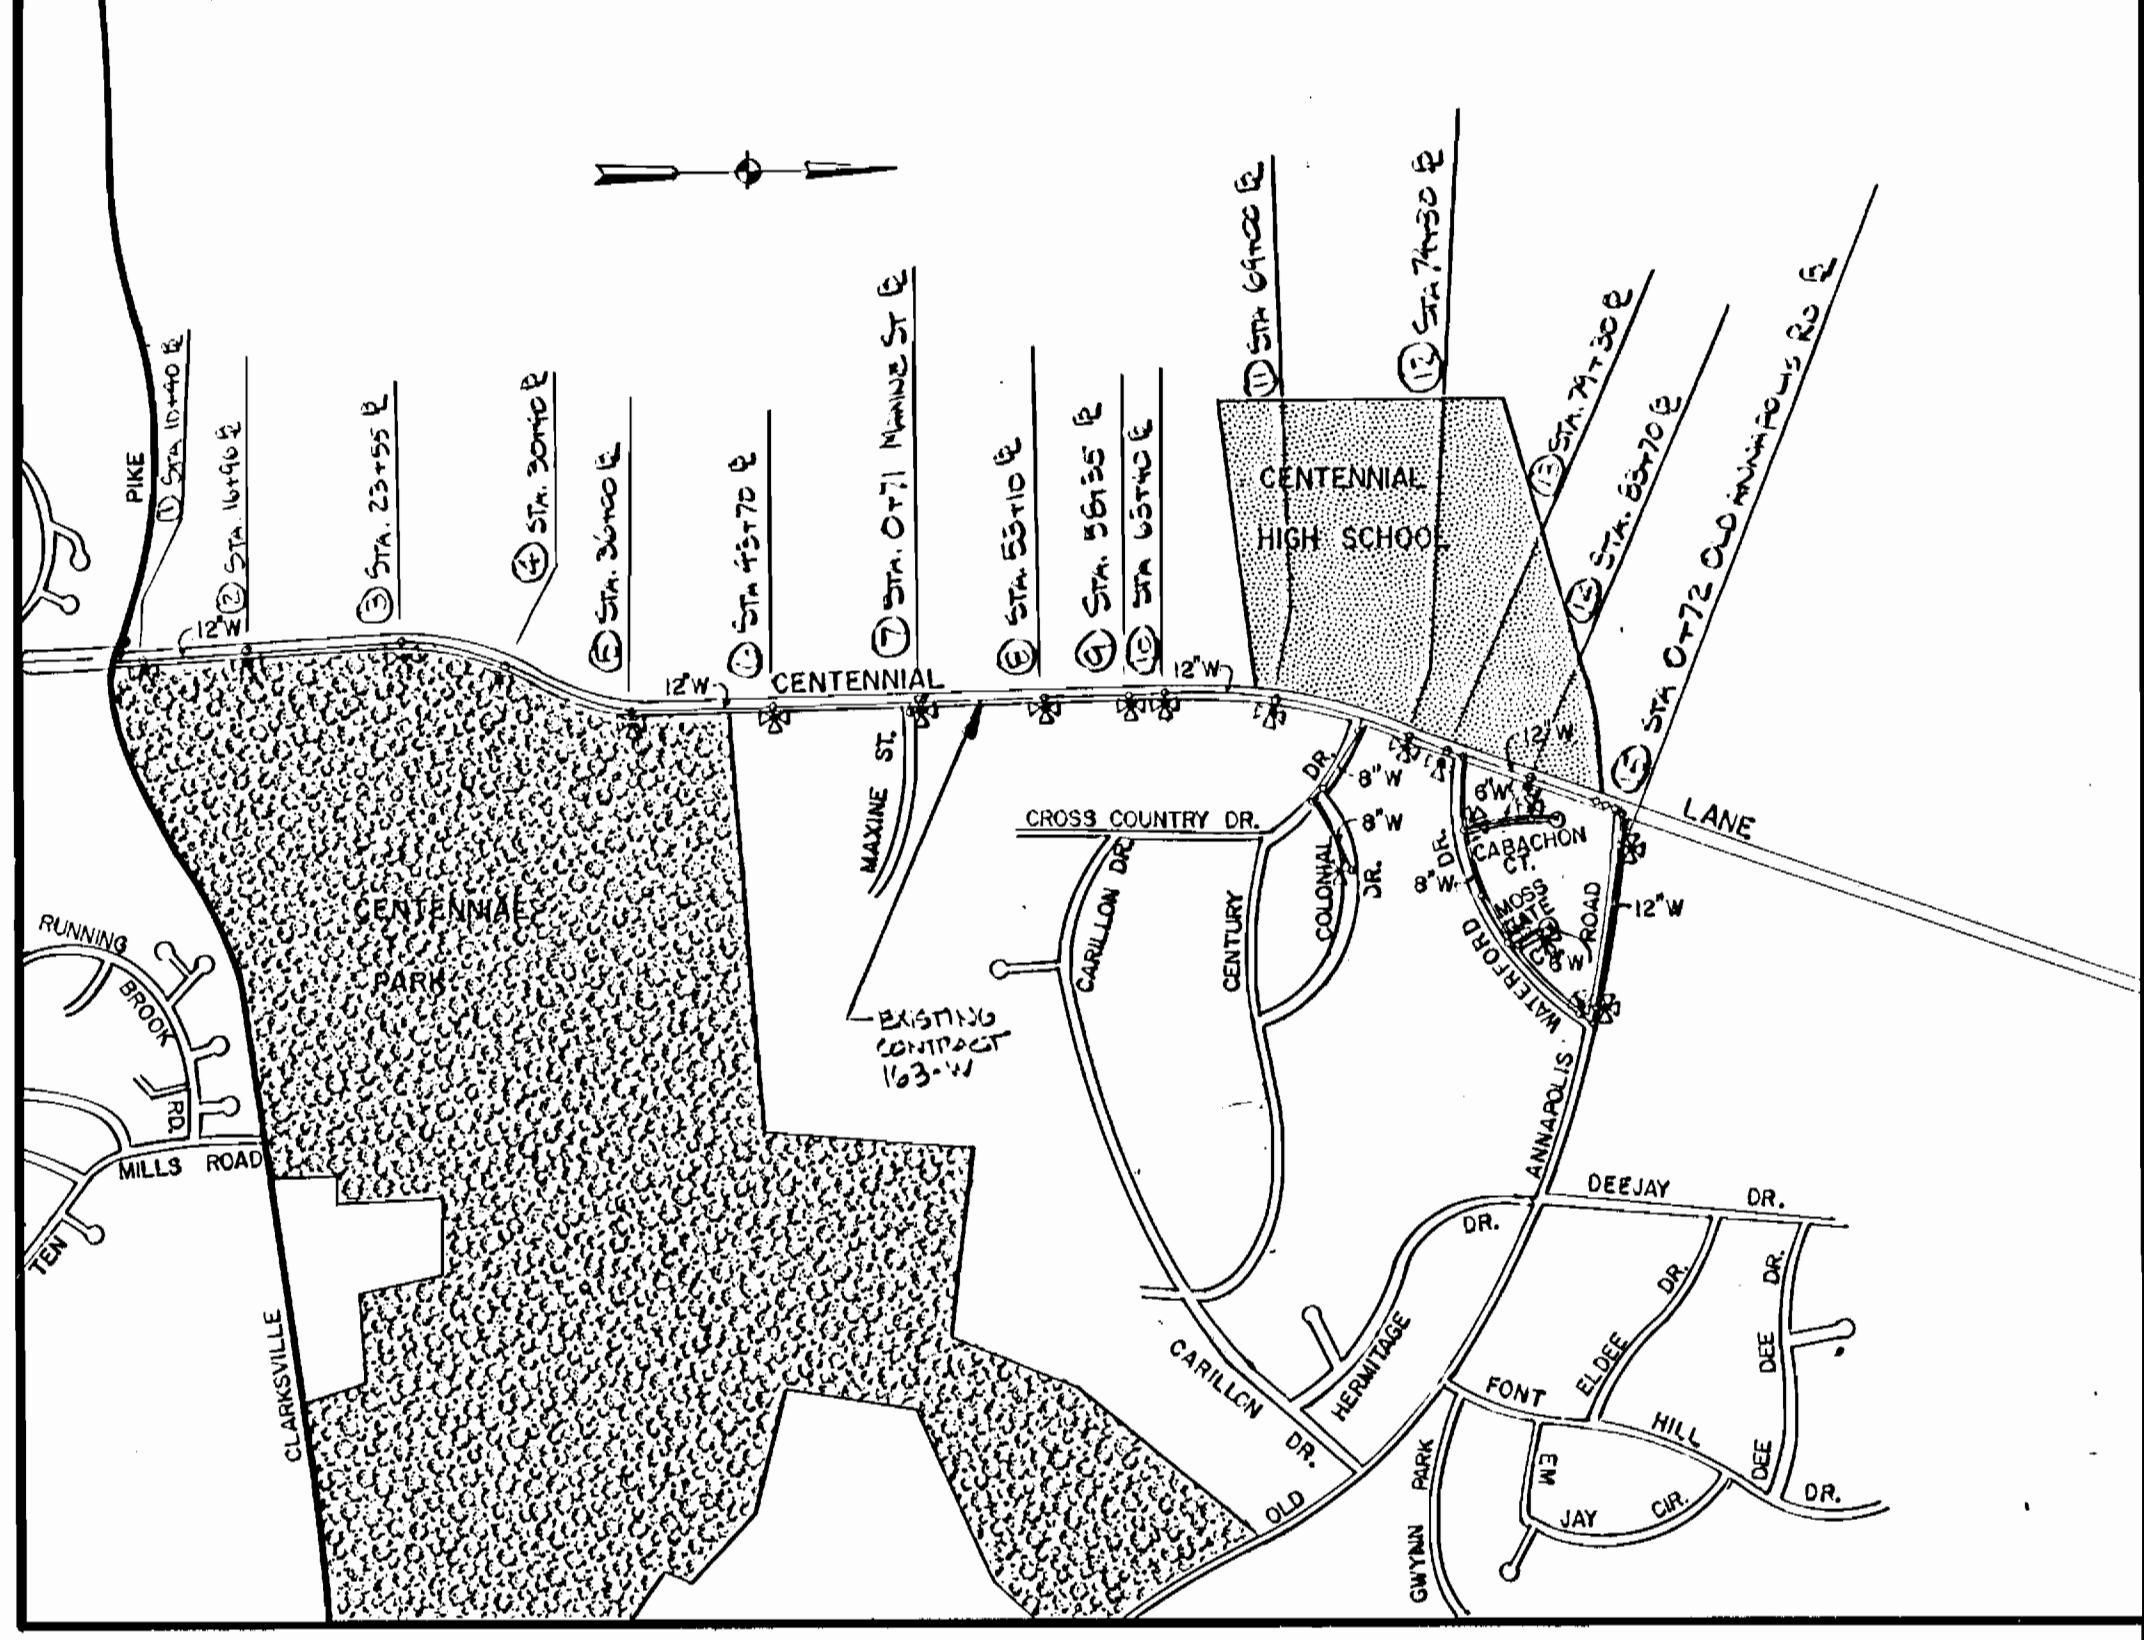 PIKE
① STA 10+40 ℄
② STA. 16+96 ℄
③ STA. 23+55 ℄
④ STA. 30+40 ℄
⑤ STA. 36+00 ℄
STA 43+70 ℄
⑦ STA. 0+71 MAXINE ST ℄
⑧ STA. 53+10 ℄
⑨ STA. 58+35 ℄
⑩ STA 63+40 ℄
⑪ STA 69+00 ℄
⑫ STA 74+30 ℄
⑬ STA. 79+30 ℄
STA. 83+70 ℄
⑮ STA 0+72 OLD ANNAPOLIS RD ℄
12"W
12"W
CENTENNIAL
12"W
12"W
LANE
CENTENNIAL
HIGH SCHOOL
MAXINE ST.
CROSS COUNTRY DR.
DR.
8"W
8"W
6"W
CABACHON
CT.
8"W
DR.
WATERFORD
MOSS
GATE
8"W
ROAD
12"W
COLONIAL
DR.
CENTURY
CARILLON DR.
CENTENNIAL
PARK
EXISTING
CONTRACT
163-W
RUNNING
BROOK
RD.
MILLS ROAD
TEN
CLARKSVILLE
ANNAPOLIS
DEEJAY DR.
DR.
HERMITAGE
CARILLON
DR.
OLD
ELDEE DR.
DEE DEE DR.
FONT
HILL
DR.
GWYNN PARK
EM
JAY CIR.